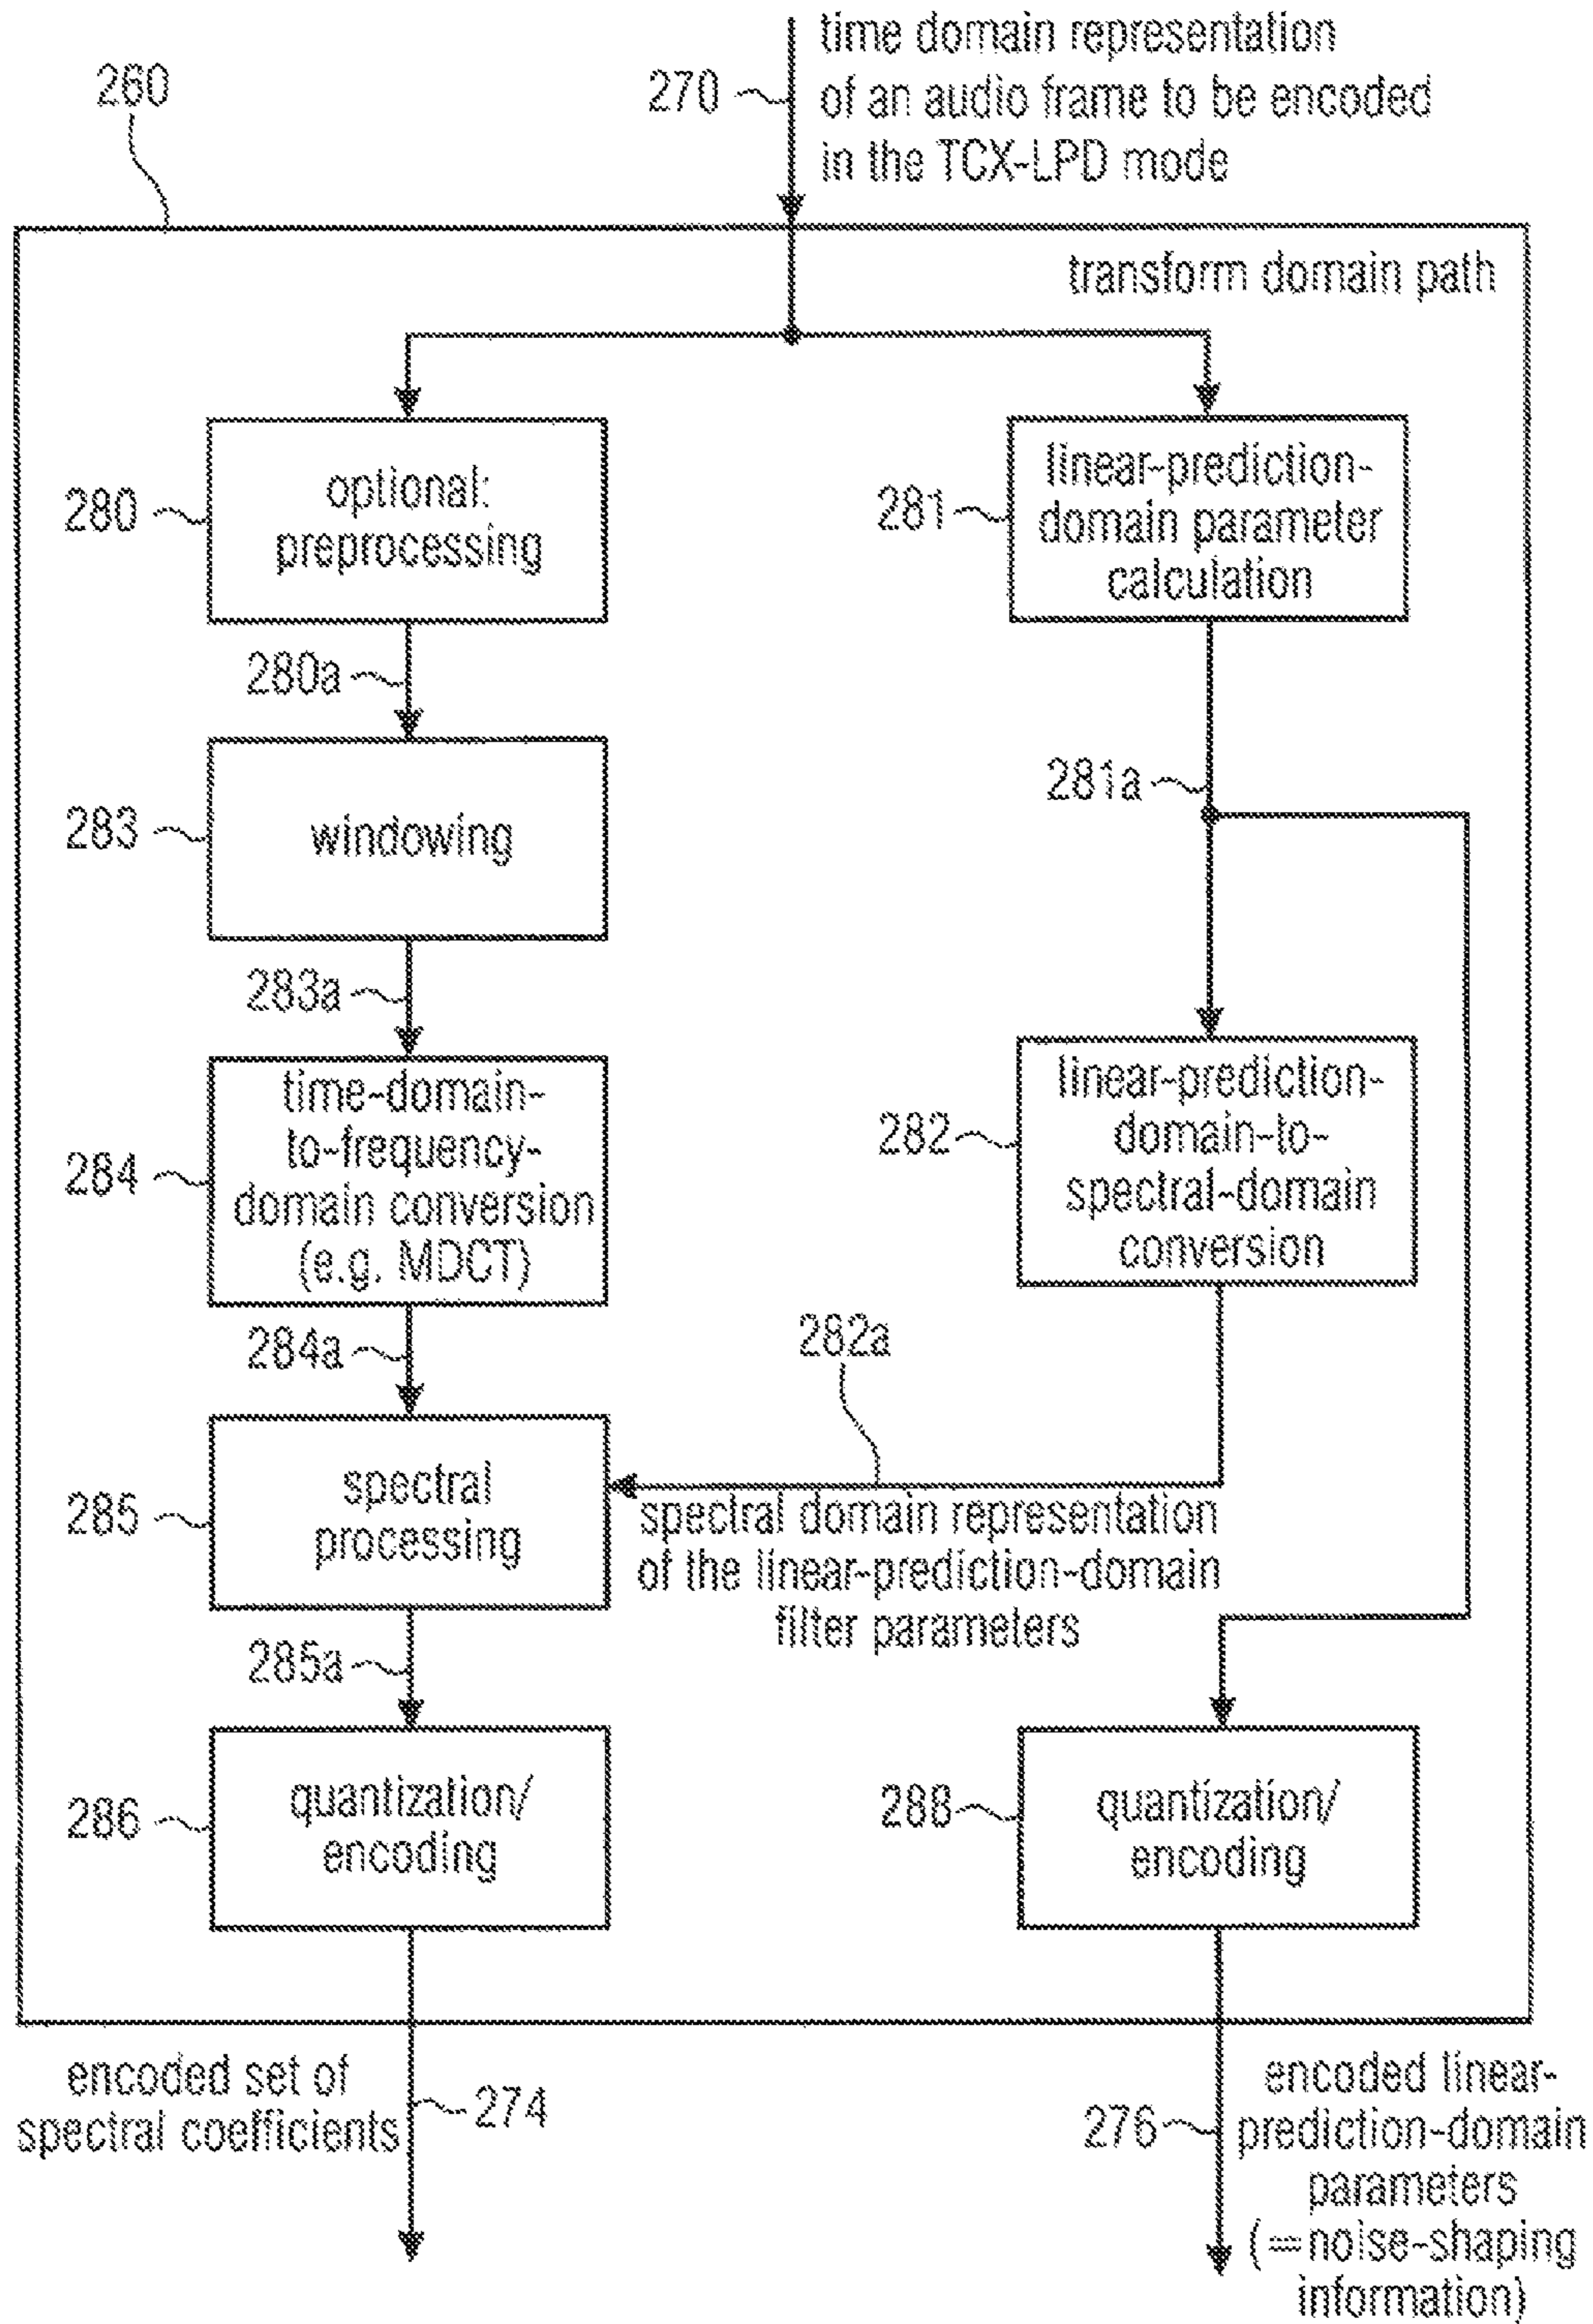 time domain representation
of an audio frame to be encoded
in the TCX-LPD mode
270
260
transform domain path
optional:
preprocessing
280
linear-prediction-
domain parameter
calculation
281
280a
281a
windowing
283
283a
time-domain-
to-frequency-
domain conversion
(e.g. MDCT)
284
linear-prediction-
domain-to-
spectral-domain
conversion
282
284a
282a
spectral
processing
285
spectral domain representation
of the linear-prediction-domain
filter parameters
285a
quantization/
encoding
286
quantization/
encoding
288
encoded set of
spectral coefficients
274
276
encoded linear-
prediction-domain
parameters
(=noise-shaping
information)